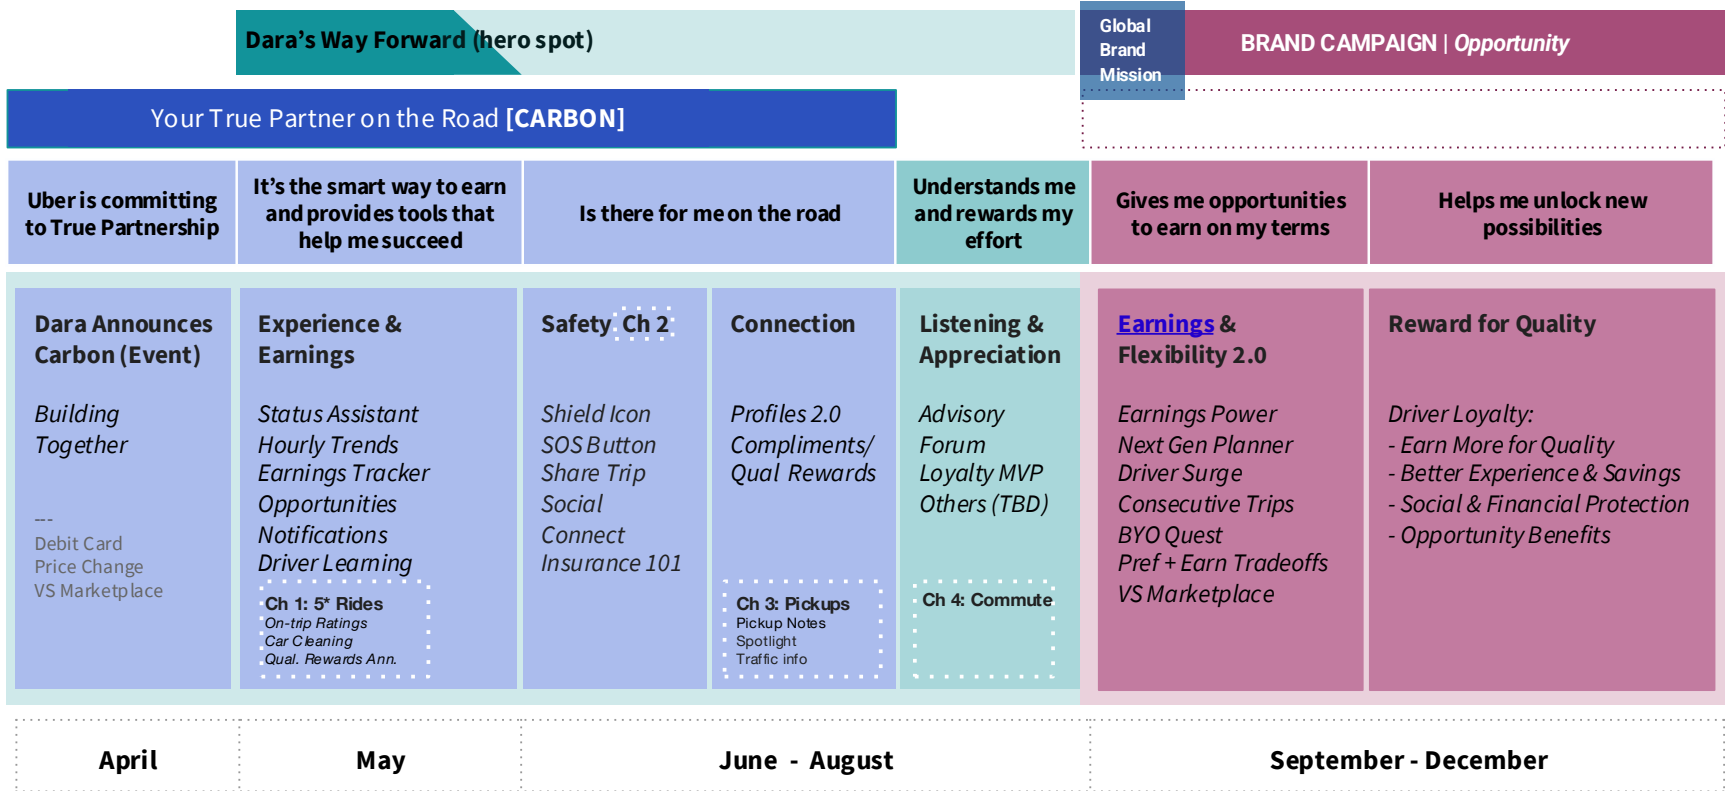 Dara's Way Forward (hero spot)
Global
Brand
Mission
BRAND CAMPAIGN | Opportunity
Your True Partner on the Road [CARBON]
Uber is committing
to True Partnership
It's the smart way to earn
and provides tools that
help me succeed
Is there for me on the road
Understands me
and rewards my
effort
Gives me opportunities
to earn on my terms
Helps me unlock new
possibilities
Dara Announces
Carbon (Event)
Building
Together
---
Debit Card
Price Change
VS Marketplace
Experience &
Earnings
Status Assistant
Hourly Trends
Earnings Tracker
Opportunities
Notifications
Driver Learning
Ch 1: 5* Rides
On-trip Ratings
Car Cleaning
Qual. Rewards Ann.
Safety Ch 2
Shield Icon
SOS Button
Share Trip
Social
Connect
Insurance 101
Connection
Profiles 2.0
Compliments/
Qual Rewards
Ch 3: Pickups
Pickup Notes
Spotlight
Traffic info
Listening &
Appreciation
Advisory
Forum
Loyalty MVP
Others (TBD)
Ch 4: Commute
Earnings &
Flexibility 2.0
Earnings Power
Next Gen Planner
Driver Surge
Consecutive Trips
BYO Quest
Pref + Earn Tradeoffs
VS Marketplace
Reward for Quality
Driver Loyalty:
- Earn More for Quality
- Better Experience & Savings
- Social & Financial Protection
- Opportunity Benefits
April
May
June - August
September - December